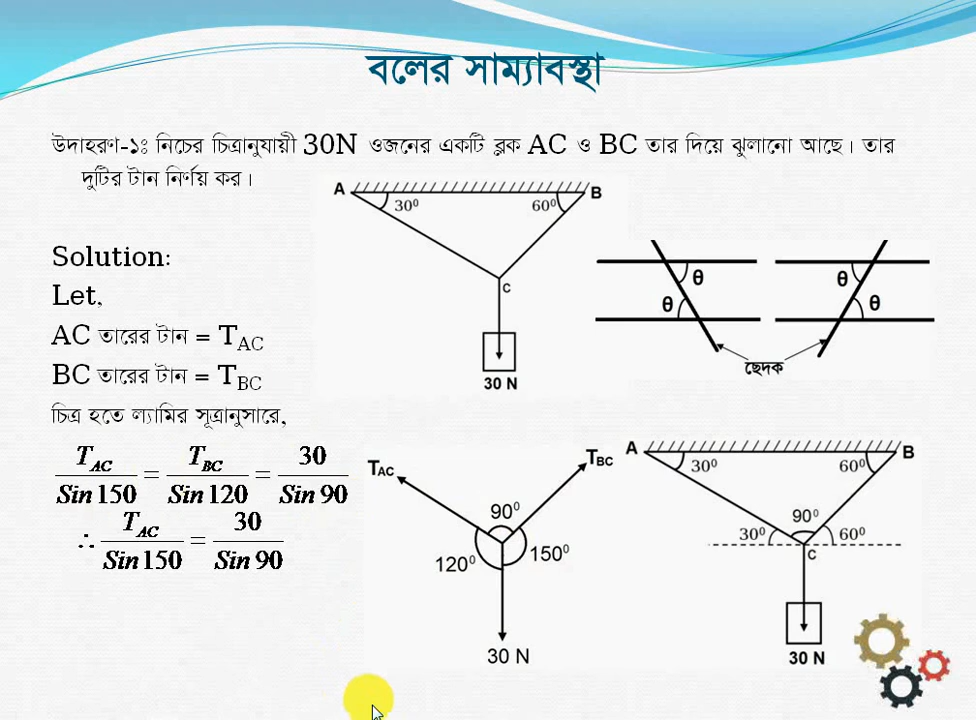 বলের সাম্যাবস্থা
উদাহরণ-১ঃ নিচের চিত্রানুযায়ী 30N ওজনের একটি ব্লক AC ও BC তার দিয়ে ঝুলানো আছে। তার
দুটির টান নির্ণয় কর।
A B
30⁰ 60⁰
C
30 N
θ θ
θ θ
ছেদক
Solution:
Let,
AC তারের টান = T_AC
BC তারের টান = T_BC
চিত্র হতে ল্যামির সূত্রানুসারে,
T_AC / Sin 150 = T_BC / Sin 120 = 30 / Sin 90
∴ T_AC / Sin 150 = 30 / Sin 90
T_AC T_BC
90⁰
120⁰ 150⁰
30 N
A B
30⁰ 60⁰
90⁰
30⁰ 60⁰
C
30 N